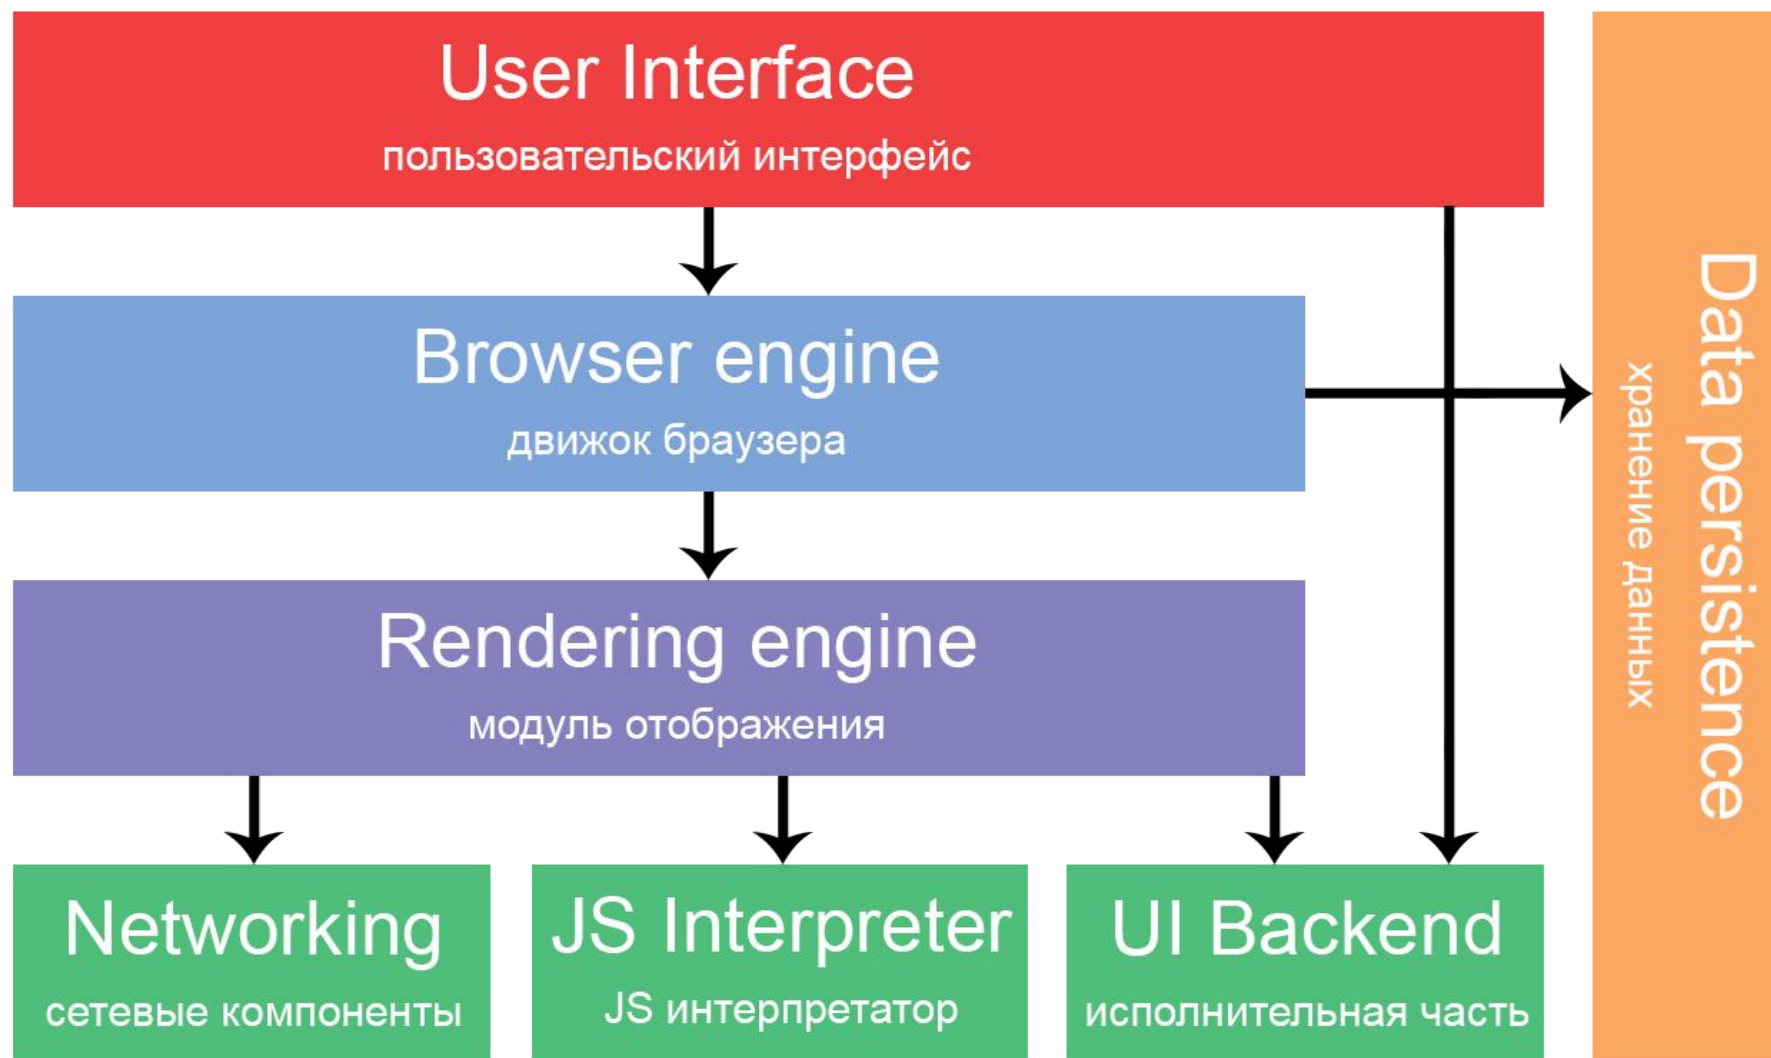 User Interface
пользовательский интерфейс
Browser engine
движок браузера
Rendering engine
модуль отображения
Networking
сетевые компоненты
JS Interpreter
JS интерпретатор
UI Backend
исполнительная часть
Data persistence
хранение данных